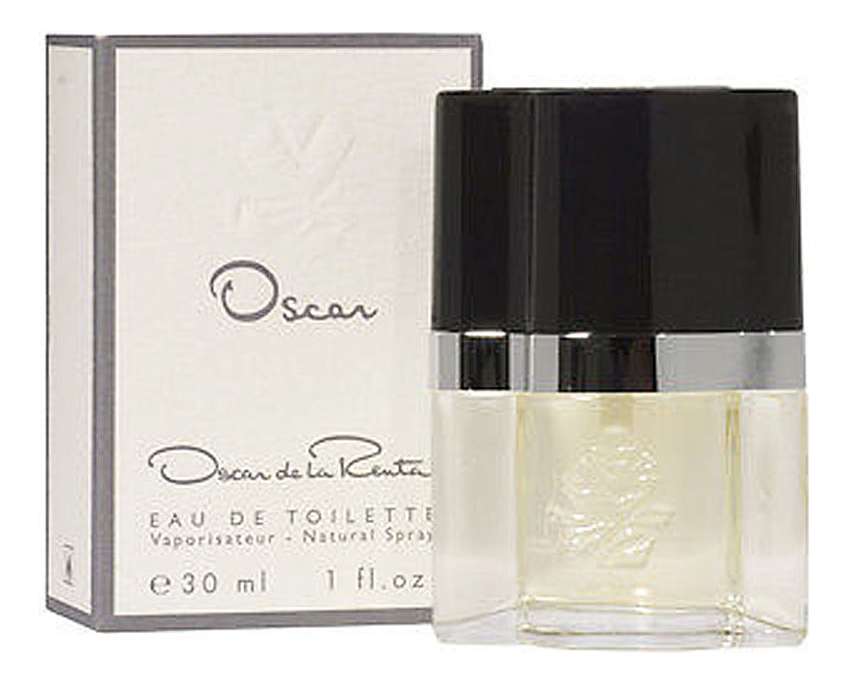 Oscar
Oscar de la Renta
EAU DE TOILETTE
Vaporisateur - Natural Spray
e 30 ml 1 fl.oz